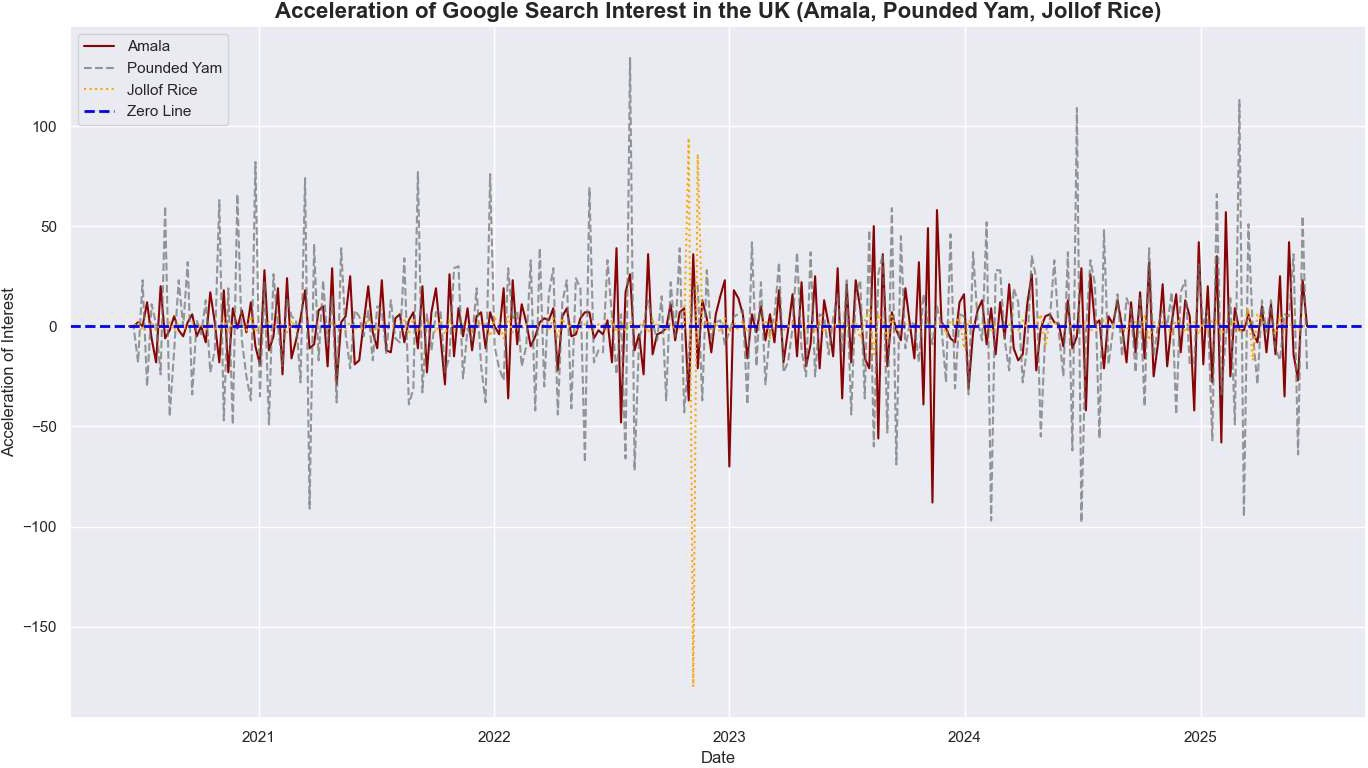 Acceleration of Google Search Interest in the UK (Amala, Pounded Yam, Jollof Rice)
Amala
Pounded Yam
Jollof Rice
Zero Line
Acceleration of Interest
100
50
0
−50
−100
−150
2021
2022
2023
2024
2025
Date